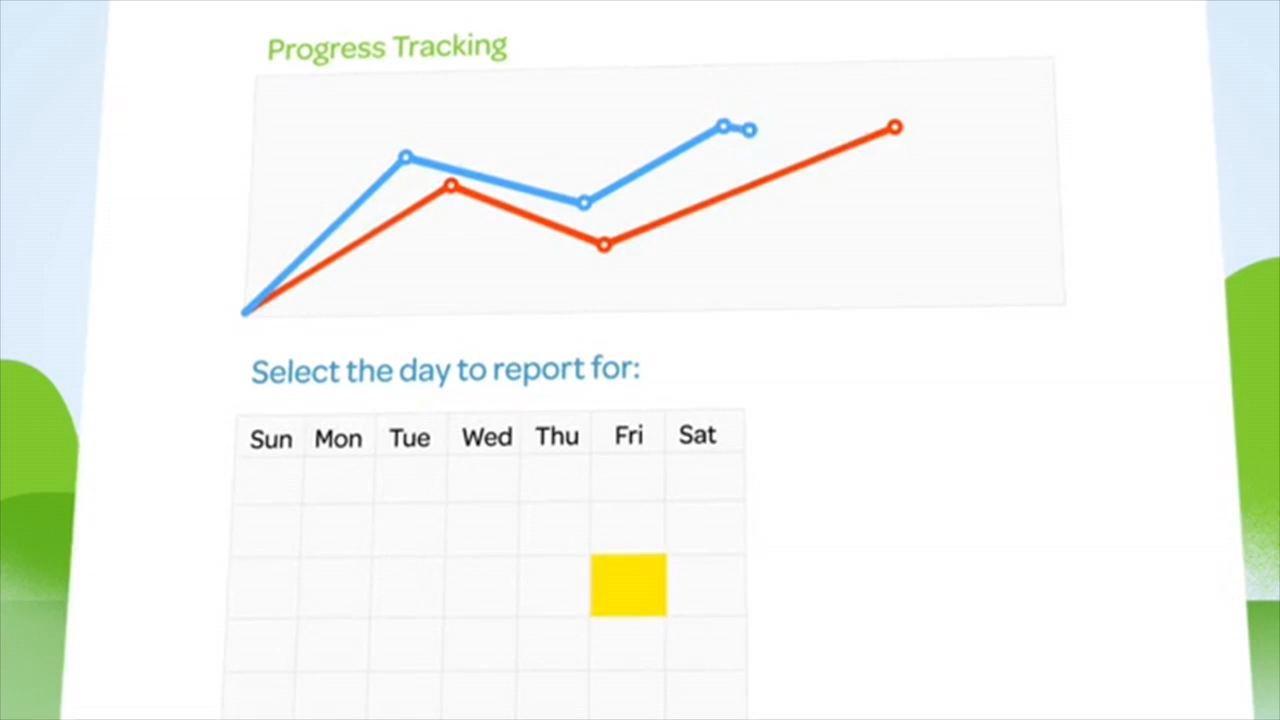 Progress Tracking
Select the day to report for:
Sun Mon Tue Wed Thu Fri Sat